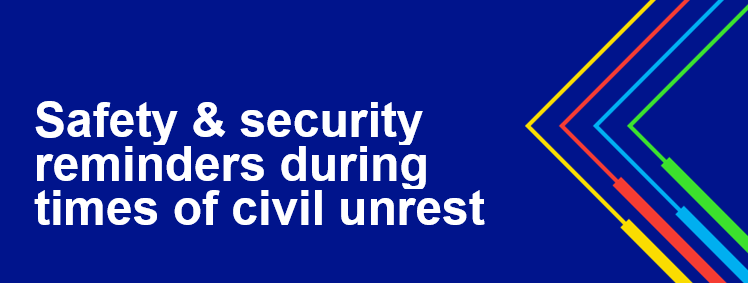 Safety & security
reminders during
times of civil unrest